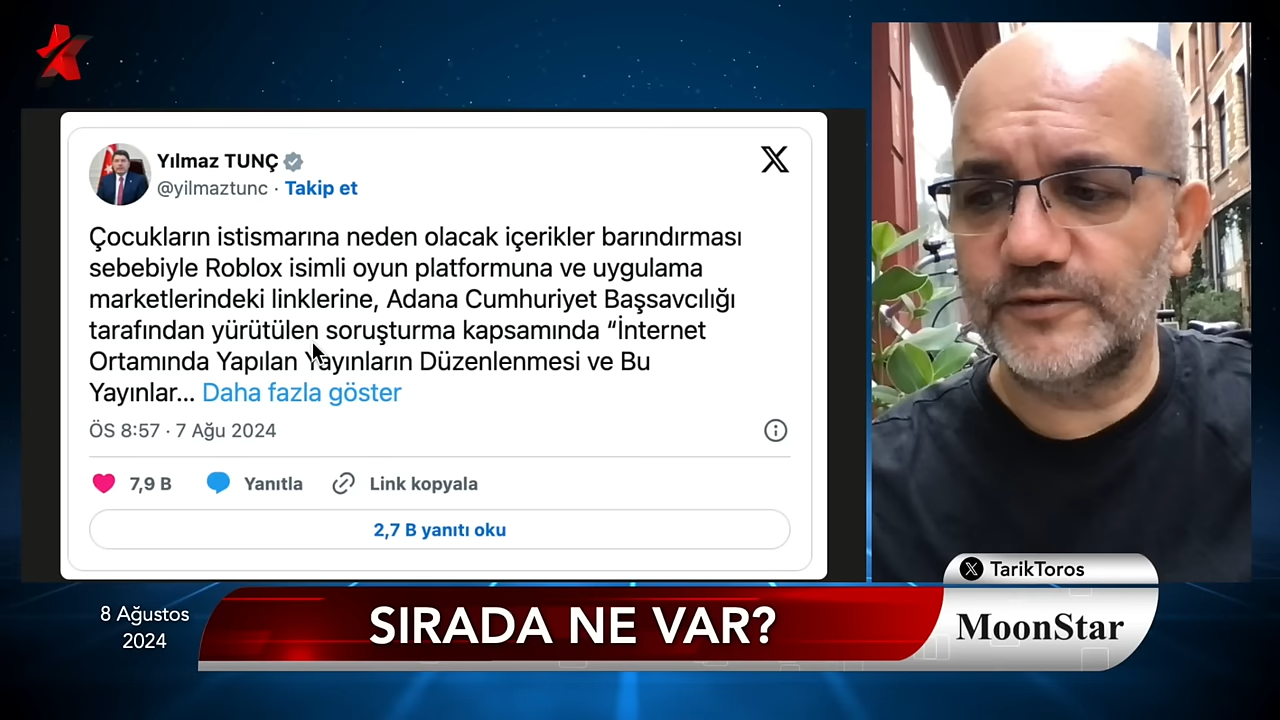 Yılmaz TUNÇ
@yilmaztunc · Takip et
Çocukların istismarına neden olacak içerikler barındırması
sebebiyle Roblox isimli oyun platformuna ve uygulama
marketlerindeki linklerine, Adana Cumhuriyet Başsavcılığı
tarafından yürütülen soruşturma kapsamında “İnternet
Ortamında Yapılan Yayınların Düzenlenmesi ve Bu
Yayınlar... Daha fazla göster
ÖS 8:57 · 7 Ağu 2024
7,9 B Yanıtla Link kopyala
2,7 B yanıtı oku
TarikToros
8 Ağustos
2024
SIRADA NE VAR?
MoonStar